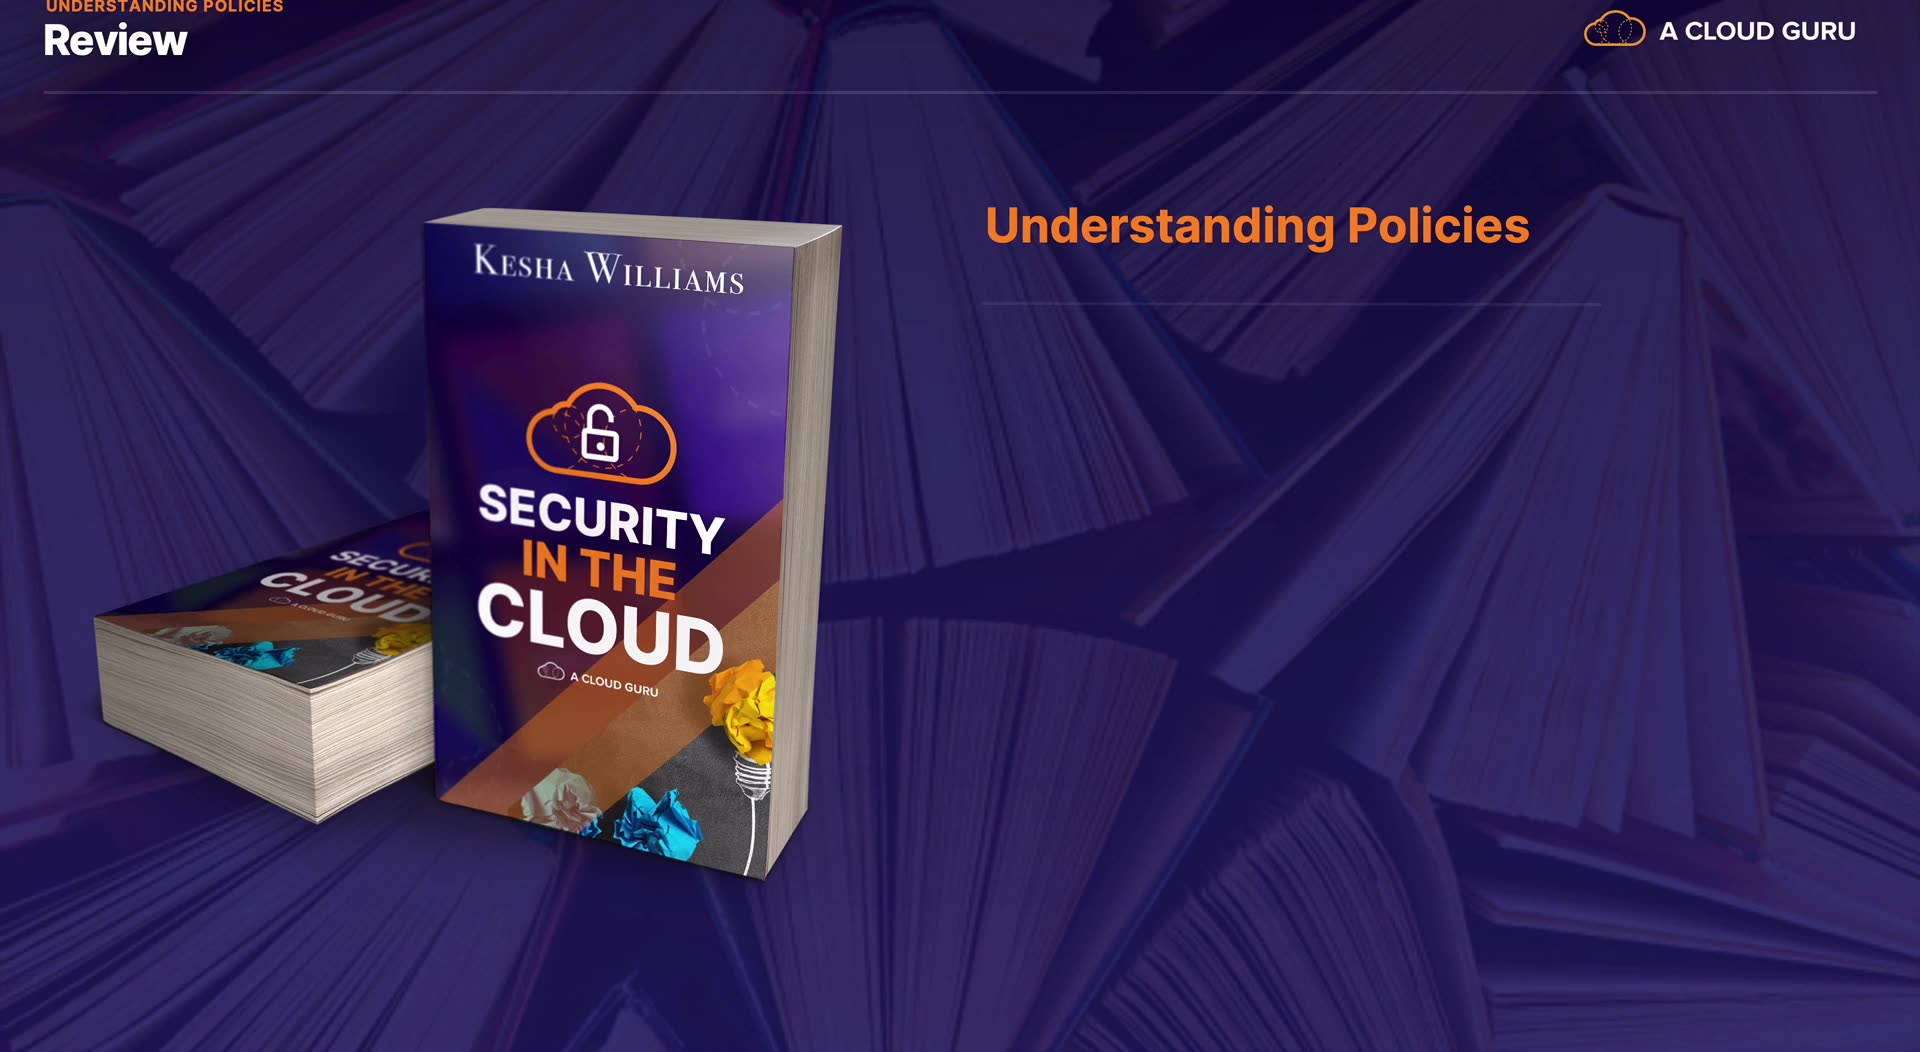 UNDERSTANDING POLICIES
Review
A CLOUD GURU
Understanding Policies
KESHA WILLIAMS
SECURITY
IN THE
CLOUD
A CLOUD GURU
SECUR
IN THE
CLOUD
A CLOUD GURU